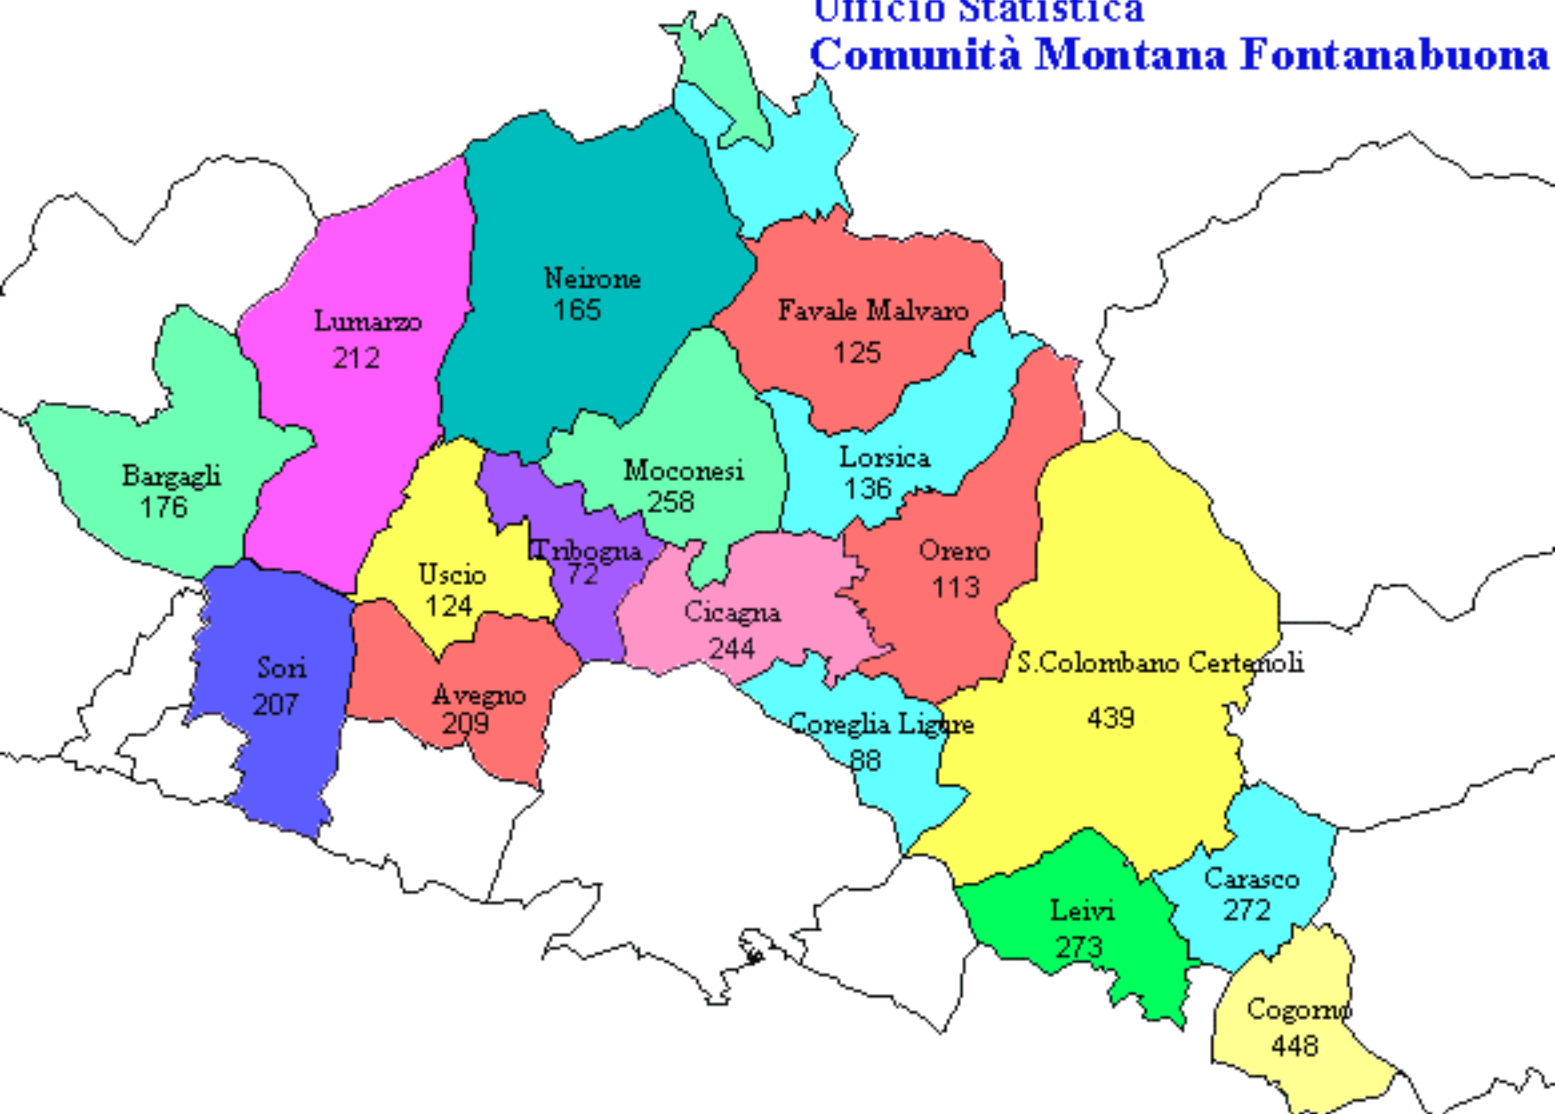 Ufficio Statistica
Comunità Montana Fontanabuona
Neirone
165
Favale Malvaro
125
Lumarzo
212
Bargagli
176
Moconesi
258
Lorsica
136
Uscio
124
Tribogna
72
Orero
113
Cicagna
244
S.Colombano Certenoli
439
Sori
207
Avegno
209
Coreglia Ligure
88
Leivi
273
Carasco
272
Cogorno
448